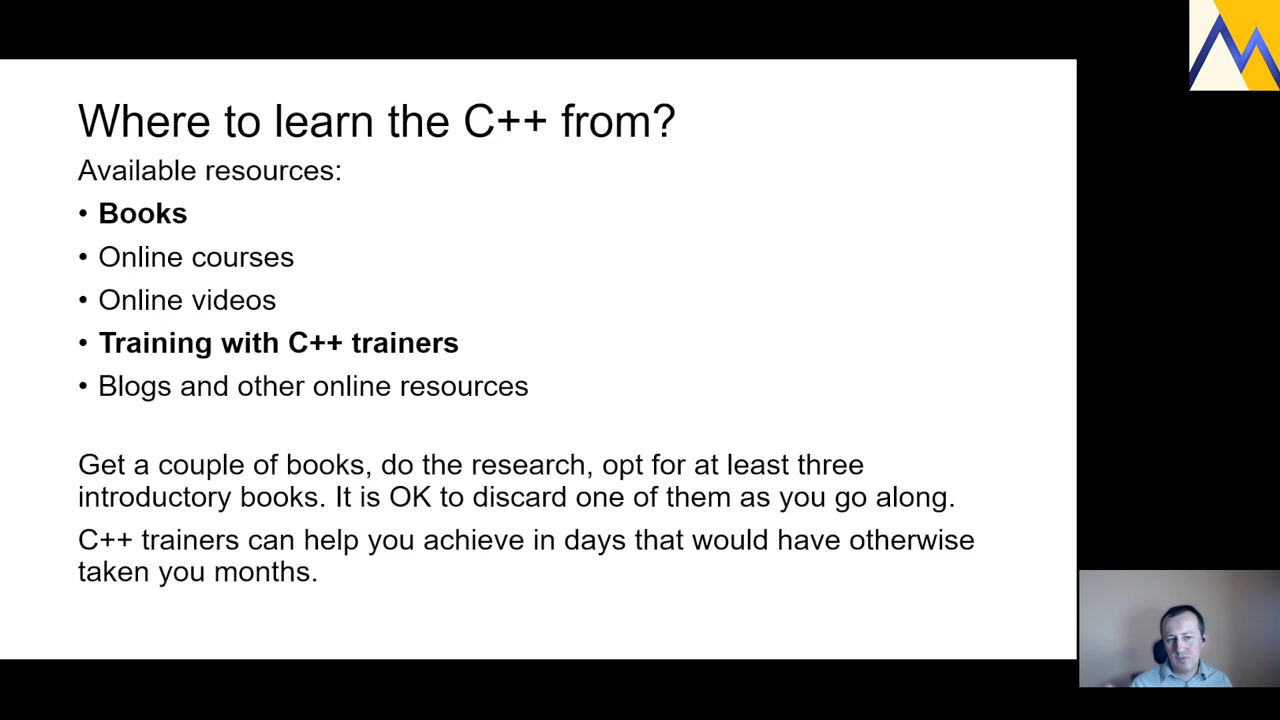 Where to learn the C++ from?
Available resources:
• Books
• Online courses
• Online videos
• Training with C++ trainers
• Blogs and other online resources
Get a couple of books, do the research, opt for at least three
introductory books. It is OK to discard one of them as you go along.
C++ trainers can help you achieve in days that would have otherwise
taken you months.